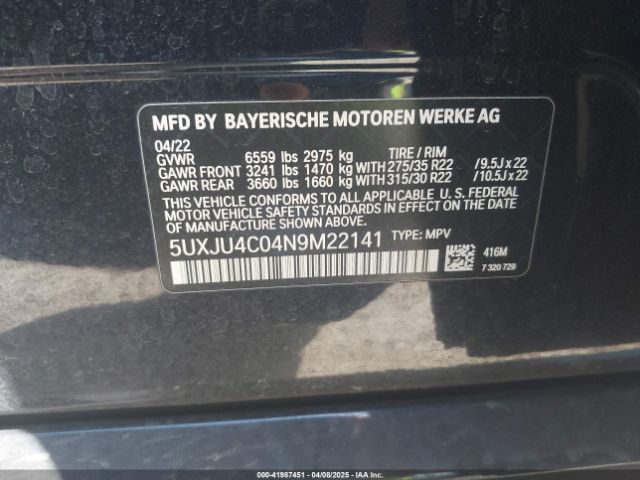 MFD BY BAYERISCHE MOTOREN WERKE AG
04/22
GVWR 6559 lbs 2975 kg TIRE / RIM
GAWR FRONT 3241 lbs 1470 kg WITH 275/35 R22 /9.5J x 22
GAWR REAR 3660 lbs 1660 kg WITH 315/30 R22 /10.5J x 22
THIS VEHICLE CONFORMS TO ALL APPLICABLE U. S. FEDERAL
MOTOR VEHICLE SAFETY STANDARDS IN EFFECT ON THE DATE
OF MANUFACTURE SHOWN ABOVE.
5UXJU4C04N9M22141 TYPE: MPV
416M
7 320 729
000-41987451 - 04/08/2025 - IAAI.COM